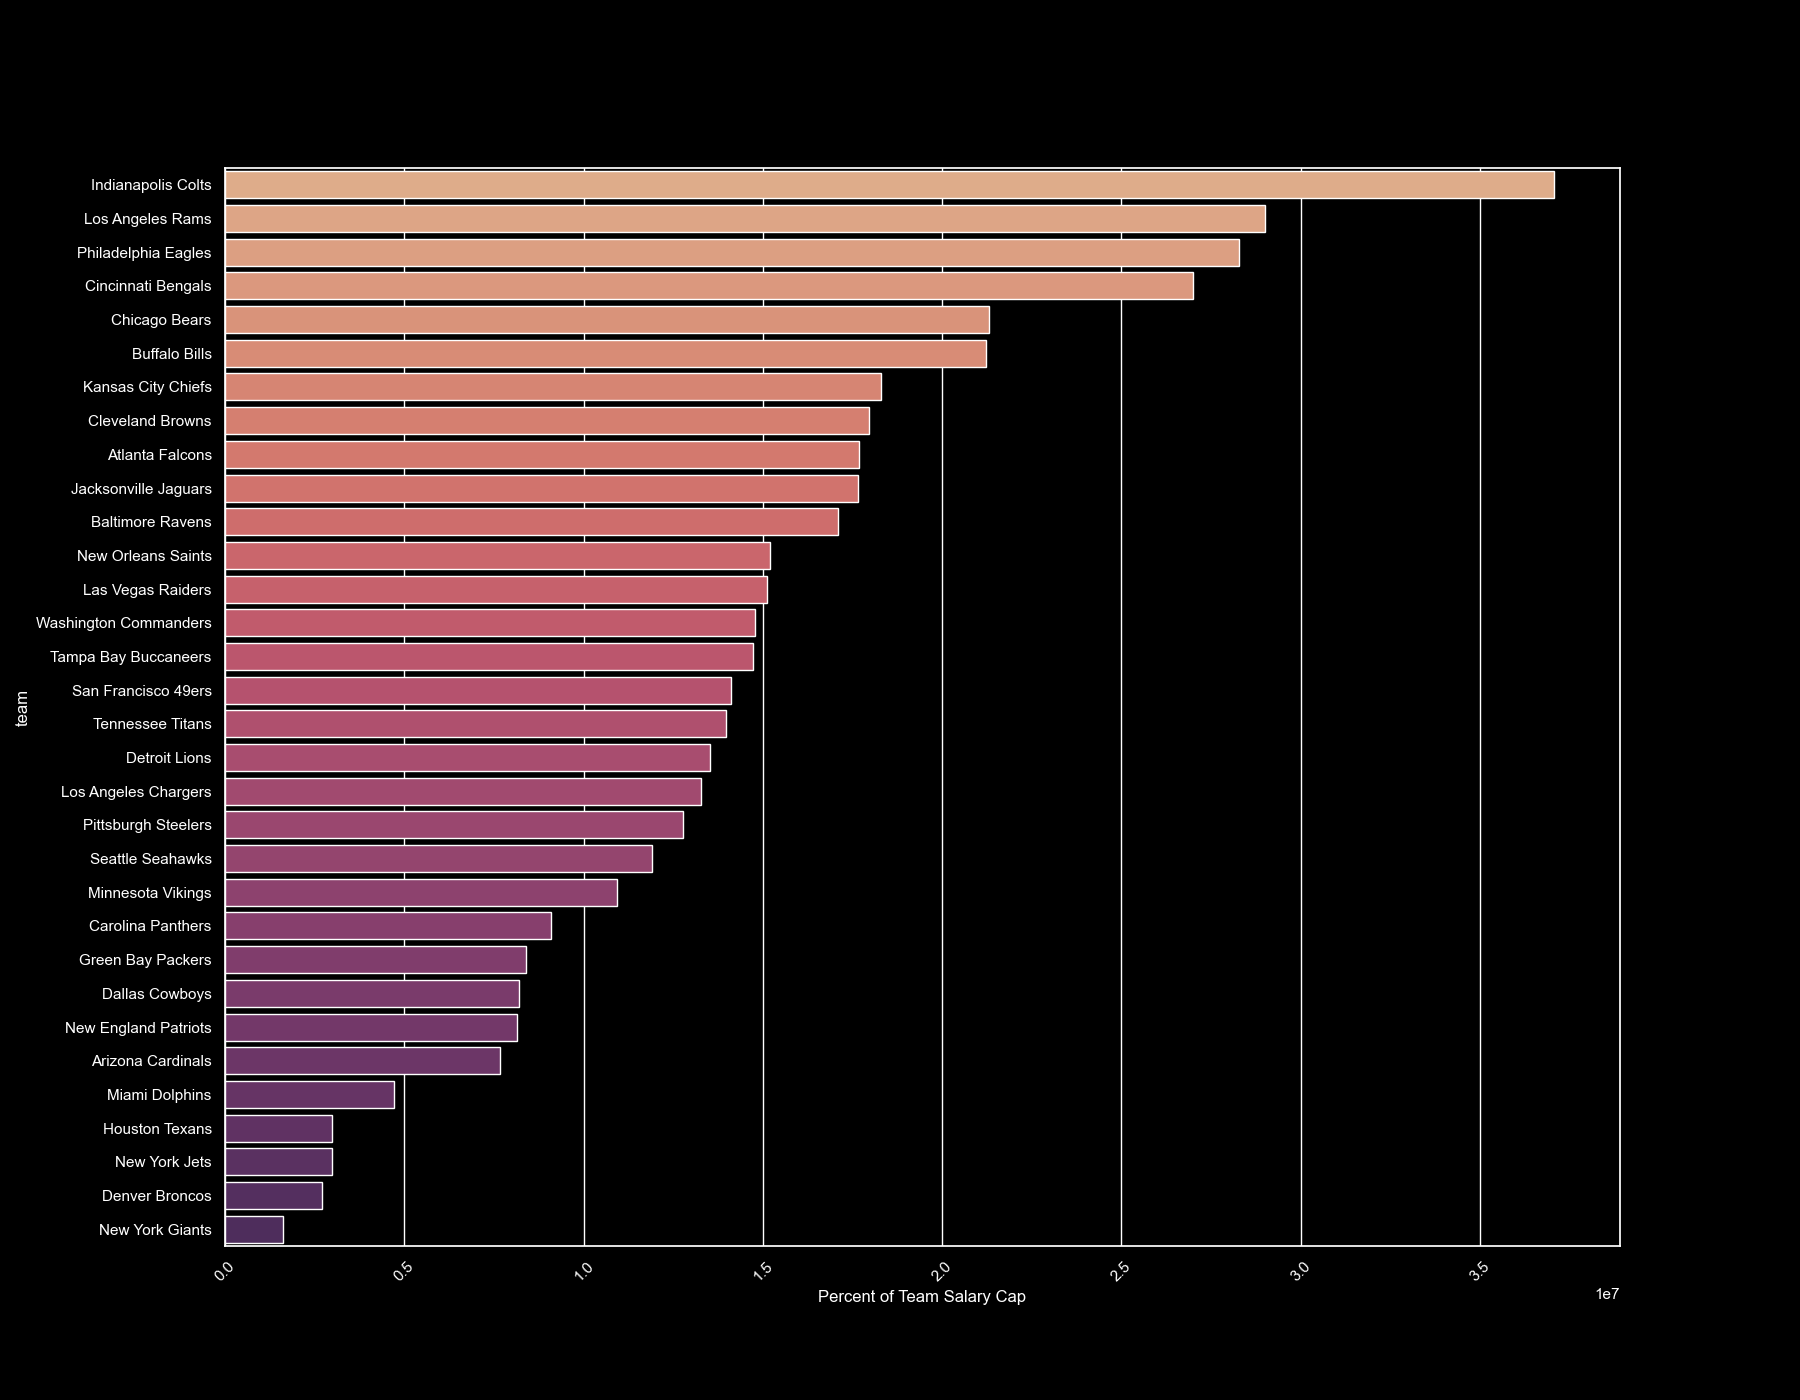 Indianapolis Colts
Los Angeles Rams
Philadelphia Eagles
Cincinnati Bengals
Chicago Bears
Buffalo Bills
Kansas City Chiefs
Cleveland Browns
Atlanta Falcons
Jacksonville Jaguars
Baltimore Ravens
New Orleans Saints
Las Vegas Raiders
Washington Commanders
Tampa Bay Buccaneers
San Francisco 49ers
Tennessee Titans
Detroit Lions
Los Angeles Chargers
Pittsburgh Steelers
Seattle Seahawks
Minnesota Vikings
Carolina Panthers
Green Bay Packers
Dallas Cowboys
New England Patriots
Arizona Cardinals
Miami Dolphins
Houston Texans
New York Jets
Denver Broncos
New York Giants
team
0.0 0.5 1.0 1.5 2.0 2.5 3.0 3.5
1e7
Percent of Team Salary Cap